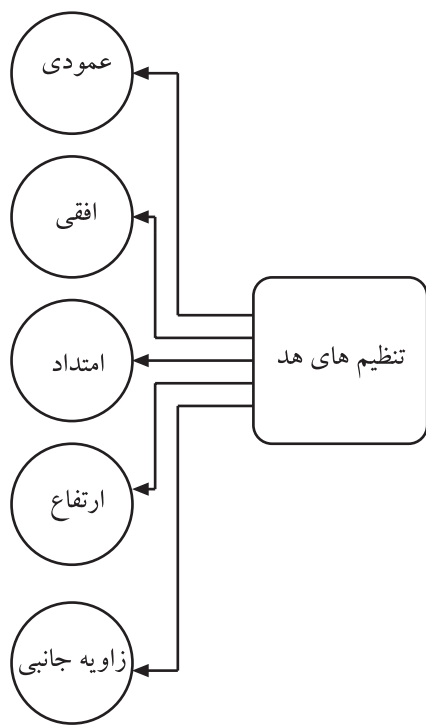 تنظیم های هد
عمودی
افقی
امتداد
ارتفاع
زاویه جانبی